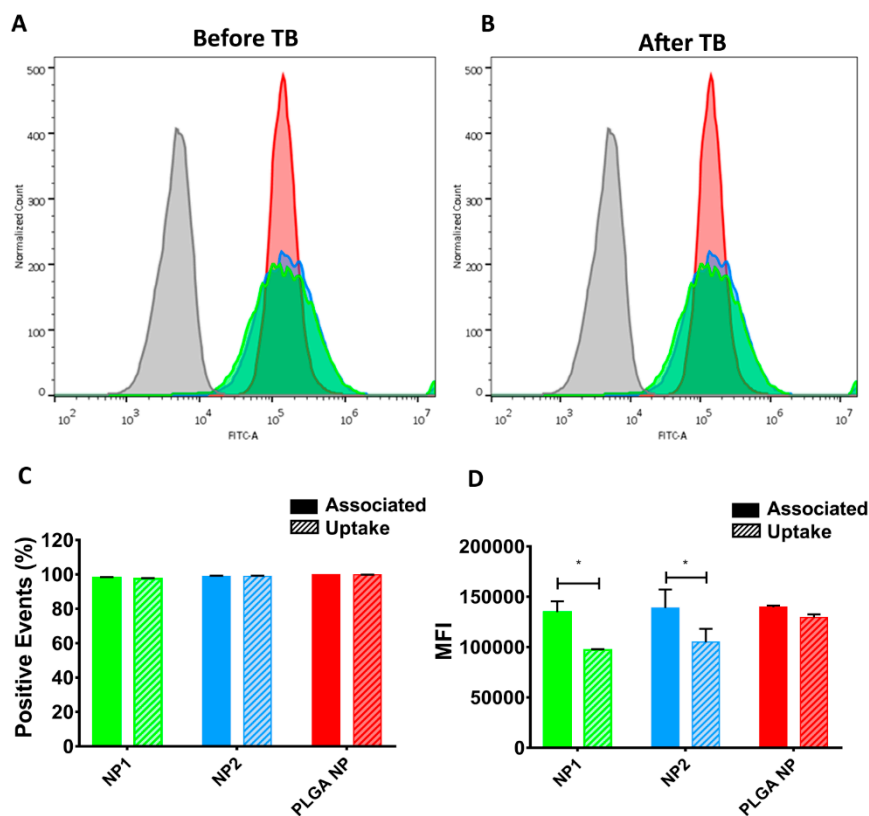 A
Before TB
B
After TB
500
400
300
200
100
0
Normalized Count
10^2
10^3
10^4
10^5
10^6
10^7
FITC-A
500
400
300
200
100
0
Normalized Count
10^2
10^3
10^4
10^5
10^6
10^7
FITC-A
C
Associated
Uptake
120
100
80
60
40
20
0
Positive Events (%)
NP1
NP2
PLGA NP
D
Associated
Uptake
200000
150000
100000
50000
0
MFI
*
*
NP1
NP2
PLGA NP